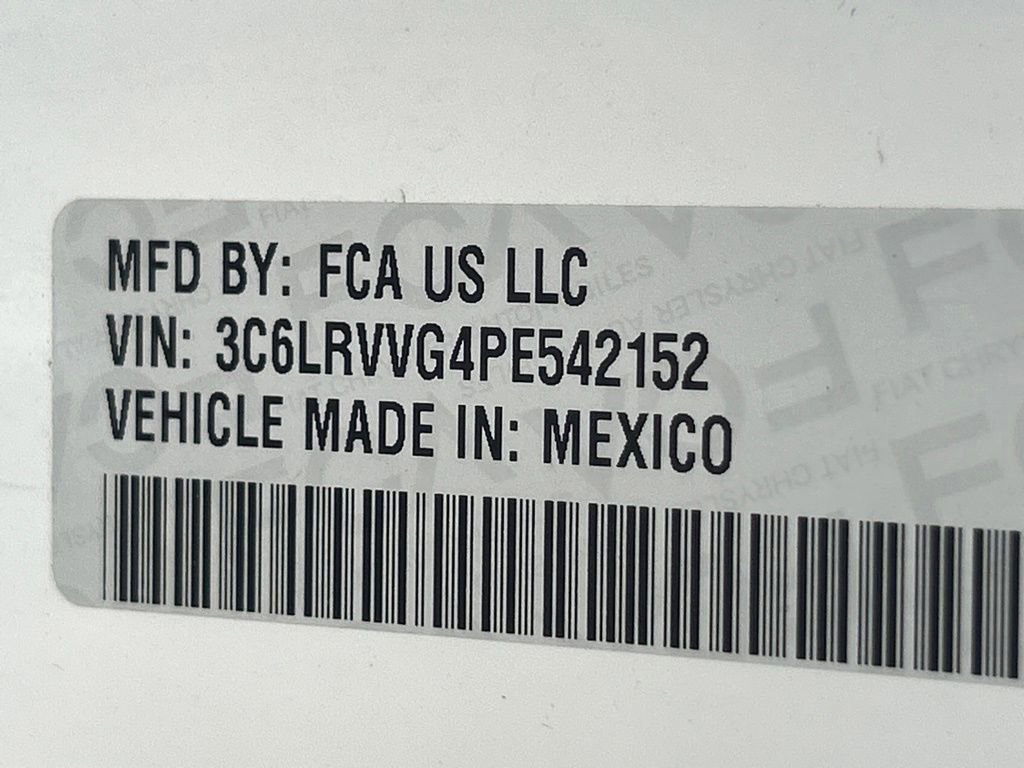 MFD BY: FCA US LLC
VIN: 3C6LRVVG4PE542152
VEHICLE MADE IN: MEXICO